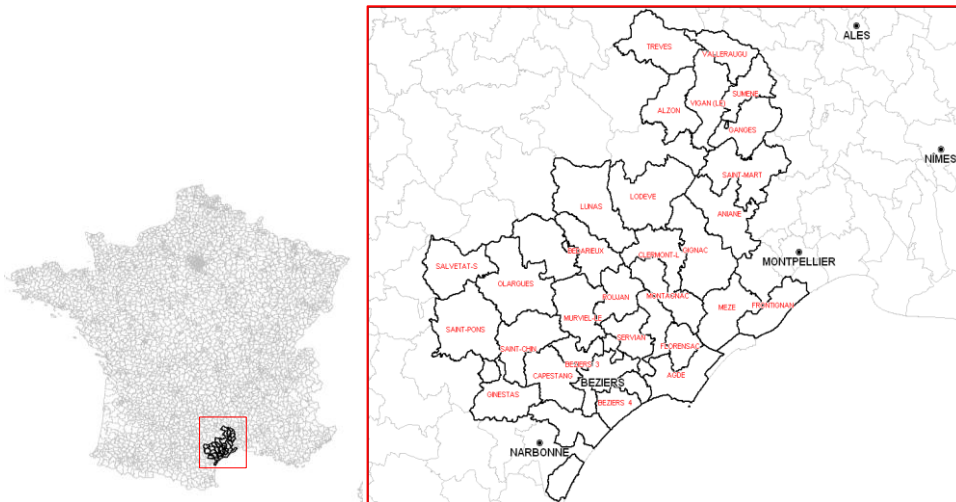 ALES
TREVES
VALLERAUGU
SUMENE
VIGAN (LE)
ALZON
GANGES
NÎMES
SAINT-MART
LODEVE
LUNAS
ANIANE
BEDARIEUX
CLERMONT-L
GIGNAC
MONTPELLIER
SALVETAT-S
OLARGUES
ROUJAN
MONTAGNAC
MEZE
FRONTIGNAN
MURVIEL-LE
SAINT-PONS
SERVIAN
SAINT-CHIN
FLORENSAC
BEZIERS 3
CAPESTANG
AGDE
BEZIERS
GINESTAS
BEZIERS 4
NARBONNE